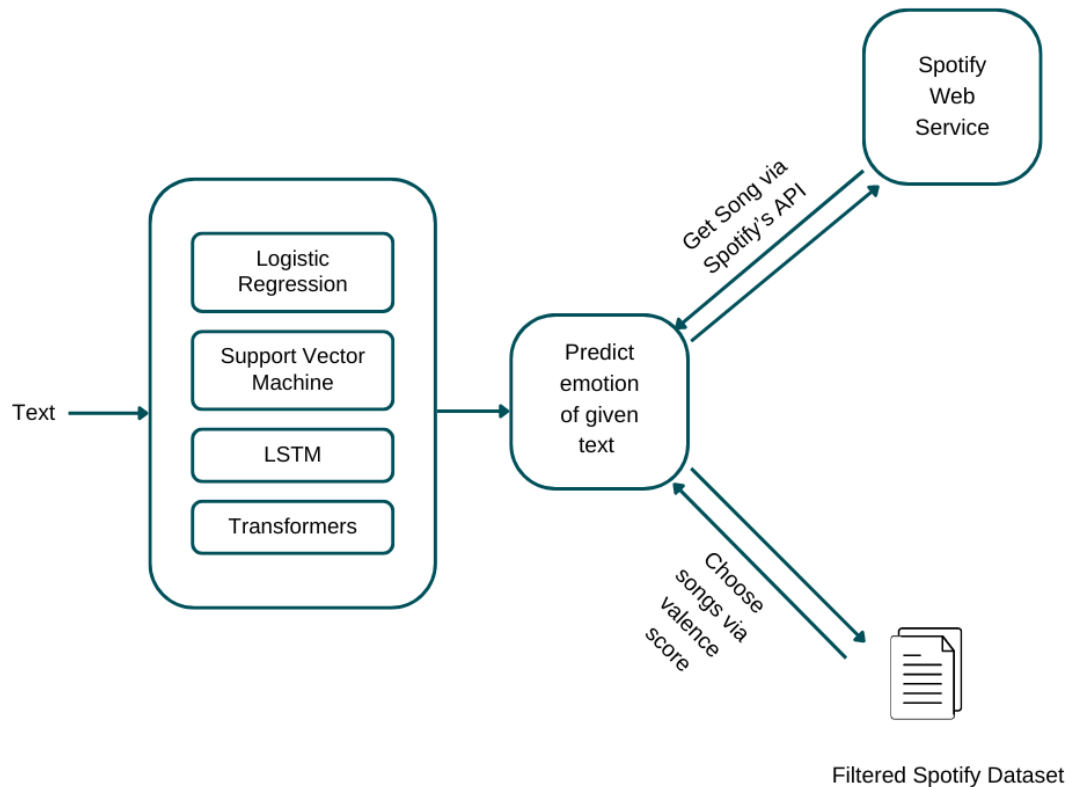 Spotify
Web
Service
Get Song via
Spotify's API
Logistic
Regression
Support Vector
Machine
LSTM
Transformers
Text
Predict
emotion
of given
text
Choose
songs via
valence
score
Filtered Spotify Dataset